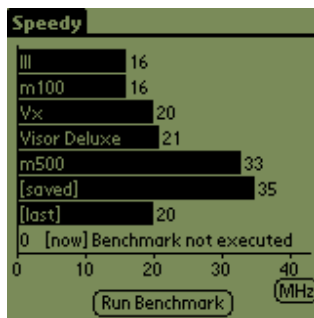 Speedy
III 16
m100 16
Vx 20
Visor Deluxe 21
m500 33
[saved] 35
[last] 20
0 [now] Benchmark not executed
0 10 20 30 40
MHz
Run Benchmark